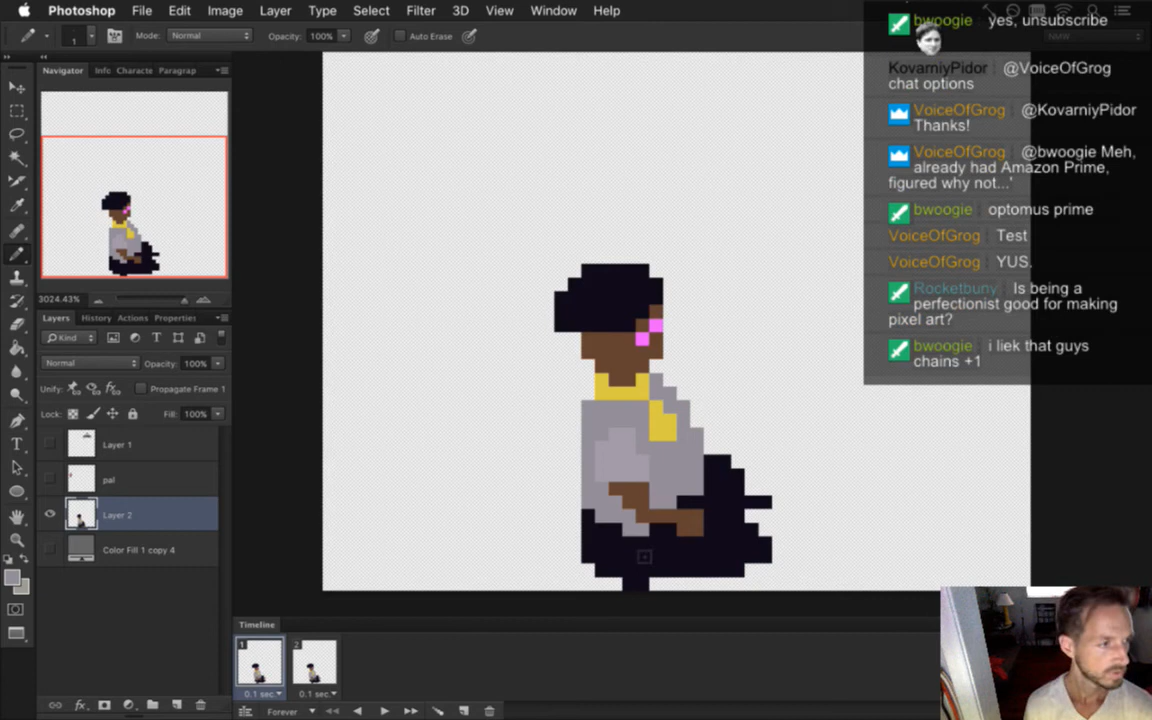 Photoshop File Edit Image Layer Type Select Filter 3D View Window Help
1 Mode: Normal Opacity: 100% Auto Erase
Navigator Info Characte Paragrap
3024.43%
Layers History Actions Properties
Kind
Normal Opacity: 100%
Unify: Propagate Frame 1
Lock: Fill: 100%
Layer 1
pal
Layer 2
Color Fill 1 copy 4
fx
Timeline
1 2
0.1 sec. 0.1 sec.
Forever
bwoogie yes, unsubscribe
KovarniyPidor @VoiceOfGrog
chat options
VoiceOfGrog @KovarniyPidor
Thanks!
VoiceOfGrog @bwoogie Meh,
already had Amazon Prime,
figured why not...'
bwoogie optomus prime
VoiceOfGrog Test
VoiceOfGrog YUS.
Rocketbuny Is being a
perfectionist good for making
pixel art?
bwoogie i liek that guys
chains +1